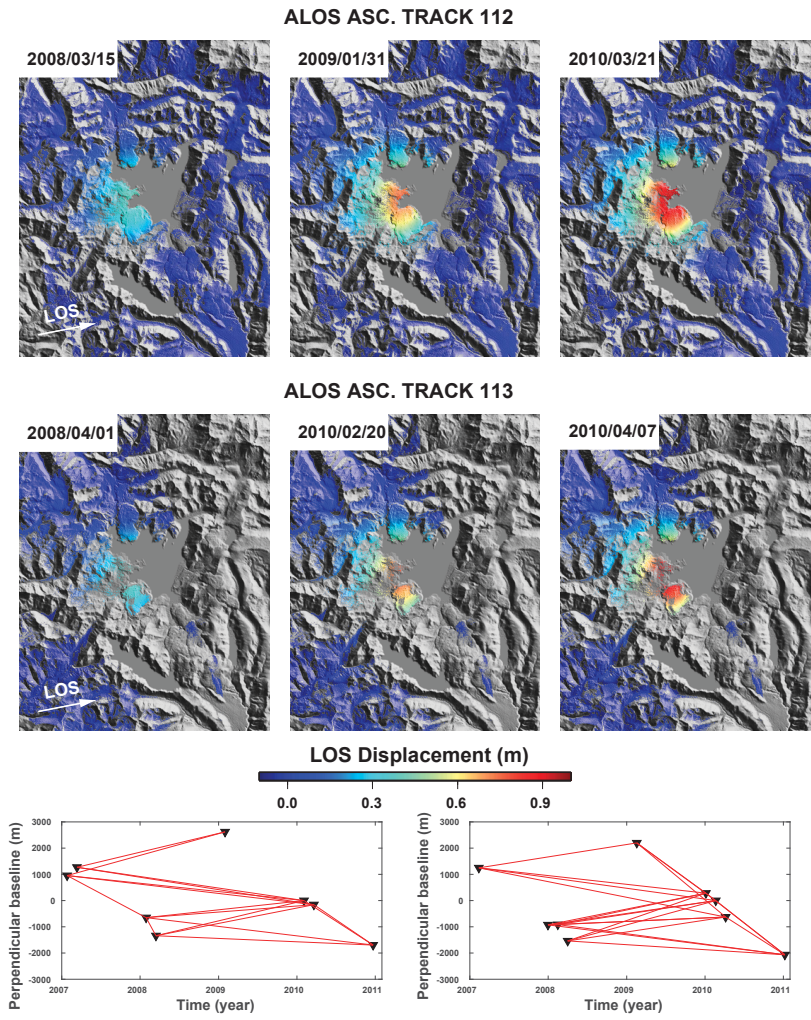 ALOS ASC. TRACK 112
2008/03/15
2009/01/31
2010/03/21
LOS
ALOS ASC. TRACK 113
2008/04/01
2010/02/20
2010/04/07
LOS
LOS Displacement (m)
0.0 0.3 0.6 0.9
Perpendicular baseline (m)
3000
2000
1000
0
-1000
-2000
-3000
2007 2008 2009 2010 2011
Time (year)
Perpendicular baseline (m)
3000
2000
1000
0
-1000
-2000
-3000
2007 2008 2009 2010 2011
Time (year)